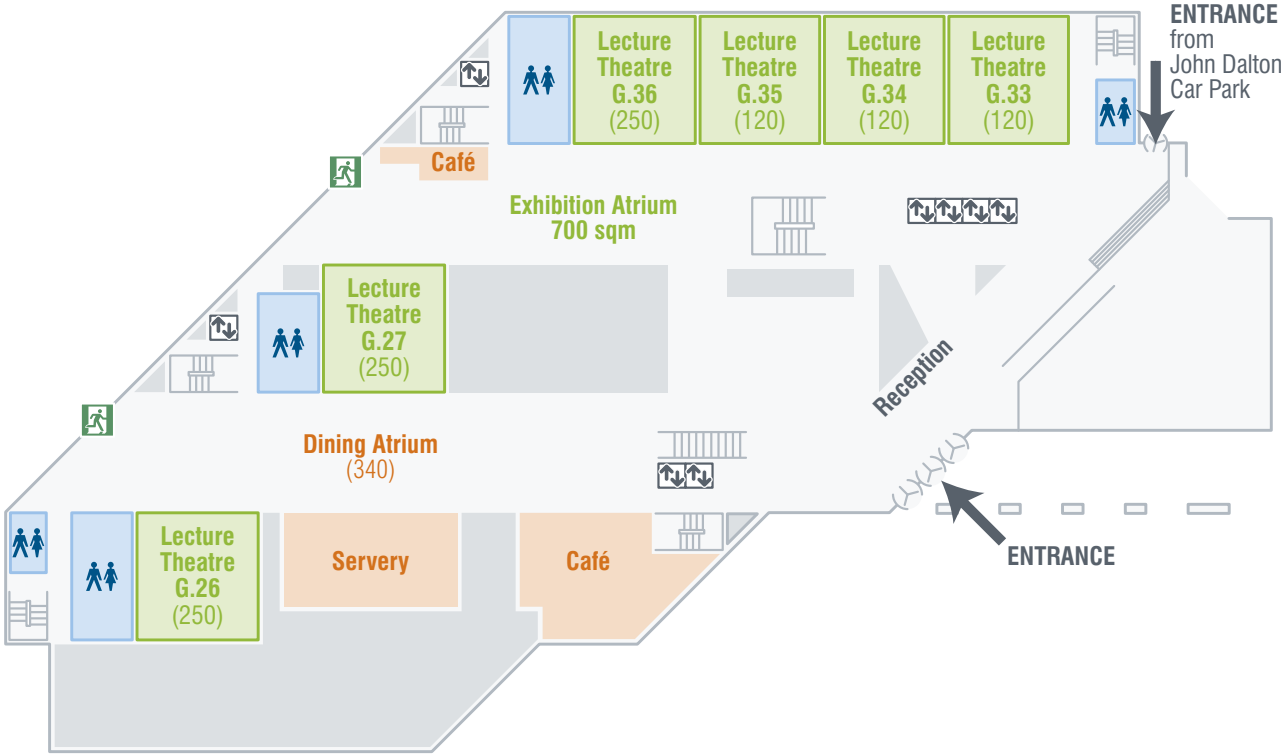 ENTRANCE
from
John Dalton
Car Park
Lecture
Theatre
G.36
(250)
Lecture
Theatre
G.35
(120)
Lecture
Theatre
G.34
(120)
Lecture
Theatre
G.33
(120)
Café
Exhibition Atrium
700 sqm
Lecture
Theatre
G.27
(250)
Reception
Dining Atrium
(340)
Lecture
Theatre
G.26
(250)
Servery
Café
ENTRANCE